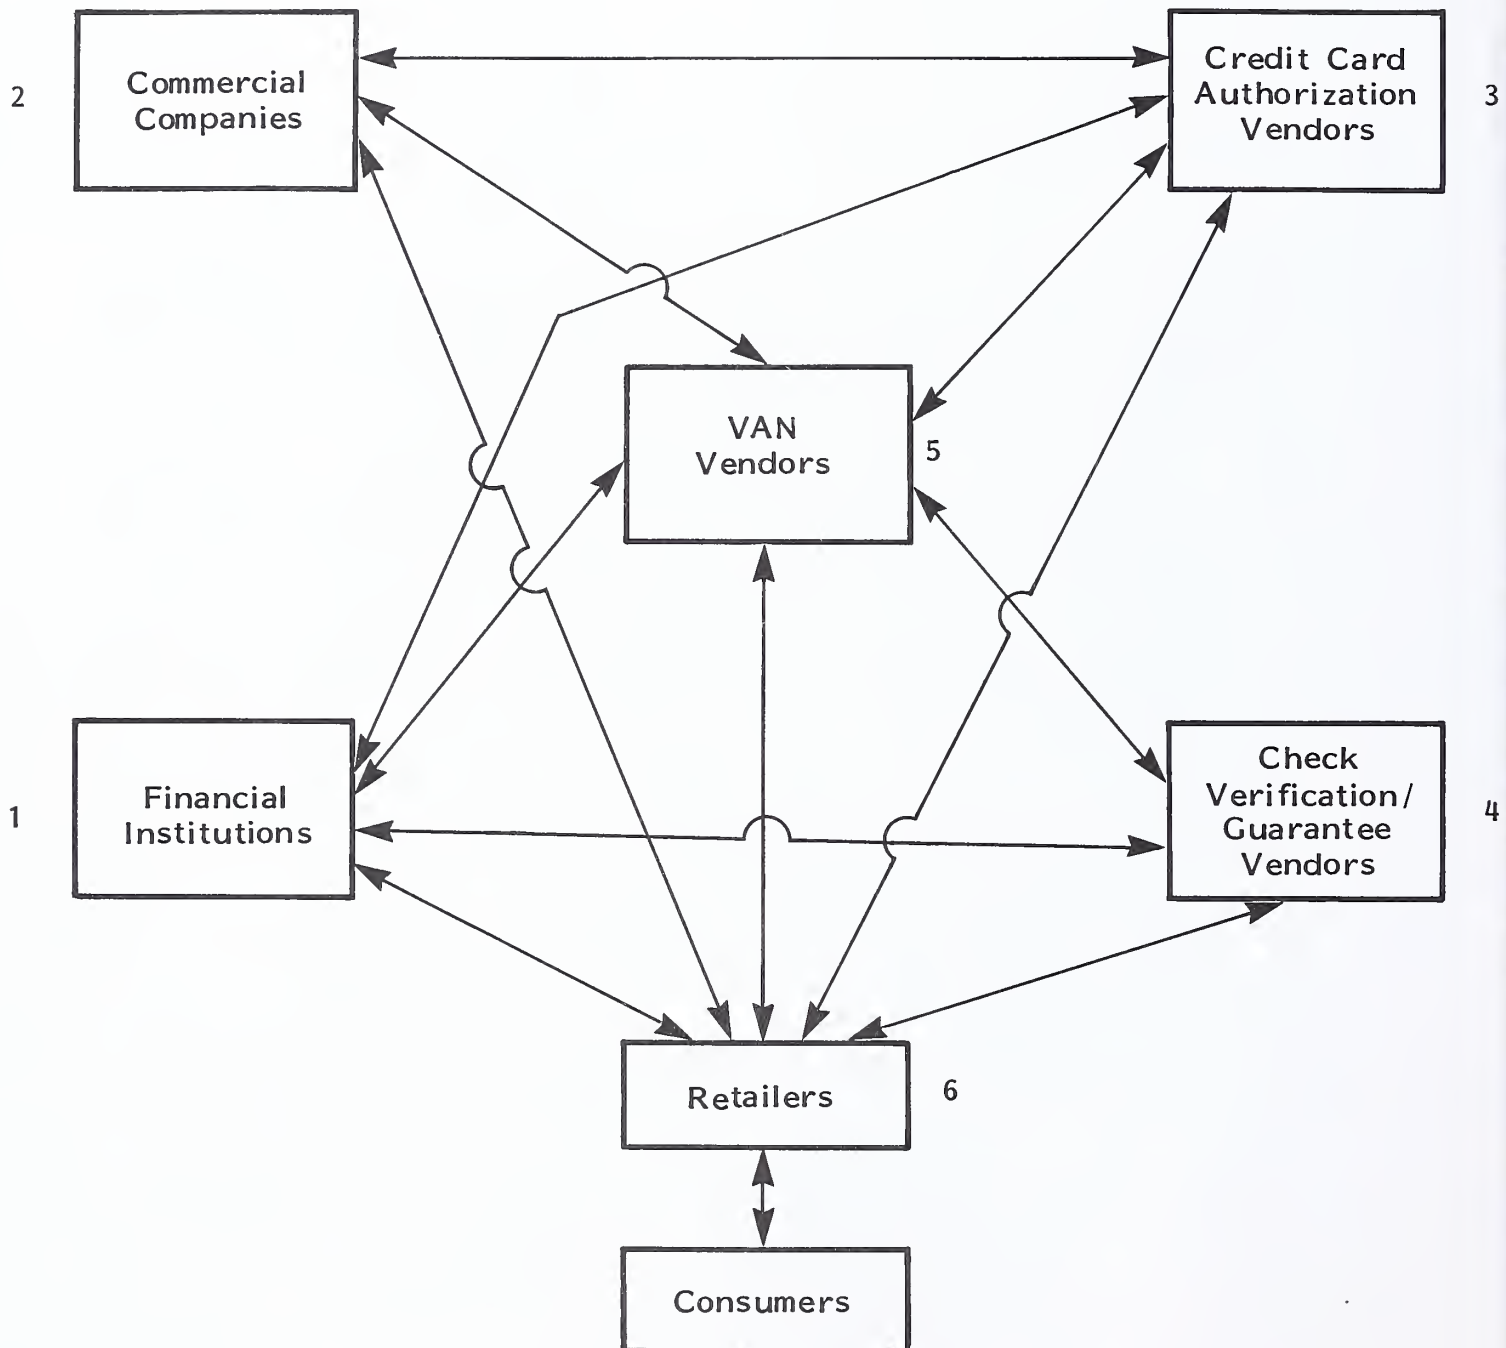 2
Commercial
Companies
Credit Card
Authorization
Vendors
3
VAN
Vendors
5
1
Financial
Institutions
Check
Verification/
Guarantee
Vendors
4
Retailers
6
Consumers